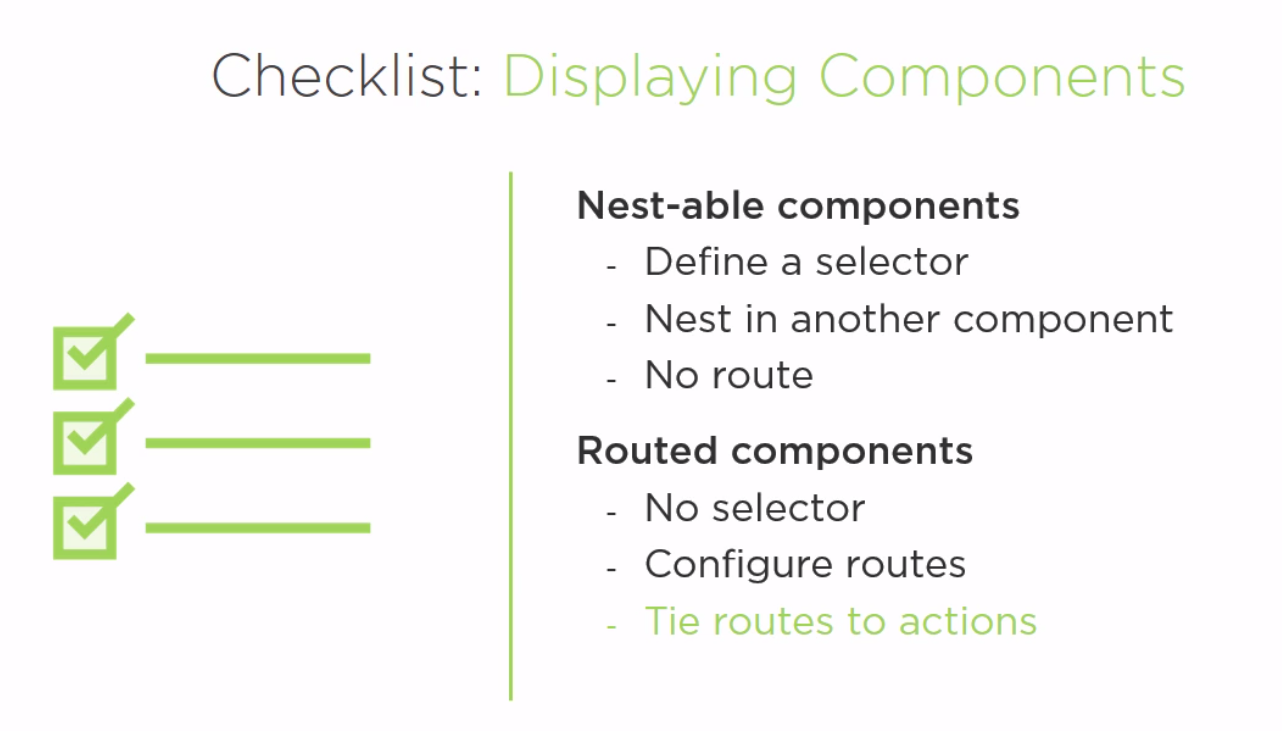 Checklist: Displaying Components
Nest-able components
- Define a selector
- Nest in another component
- No route
Routed components
- No selector
- Configure routes
- Tie routes to actions